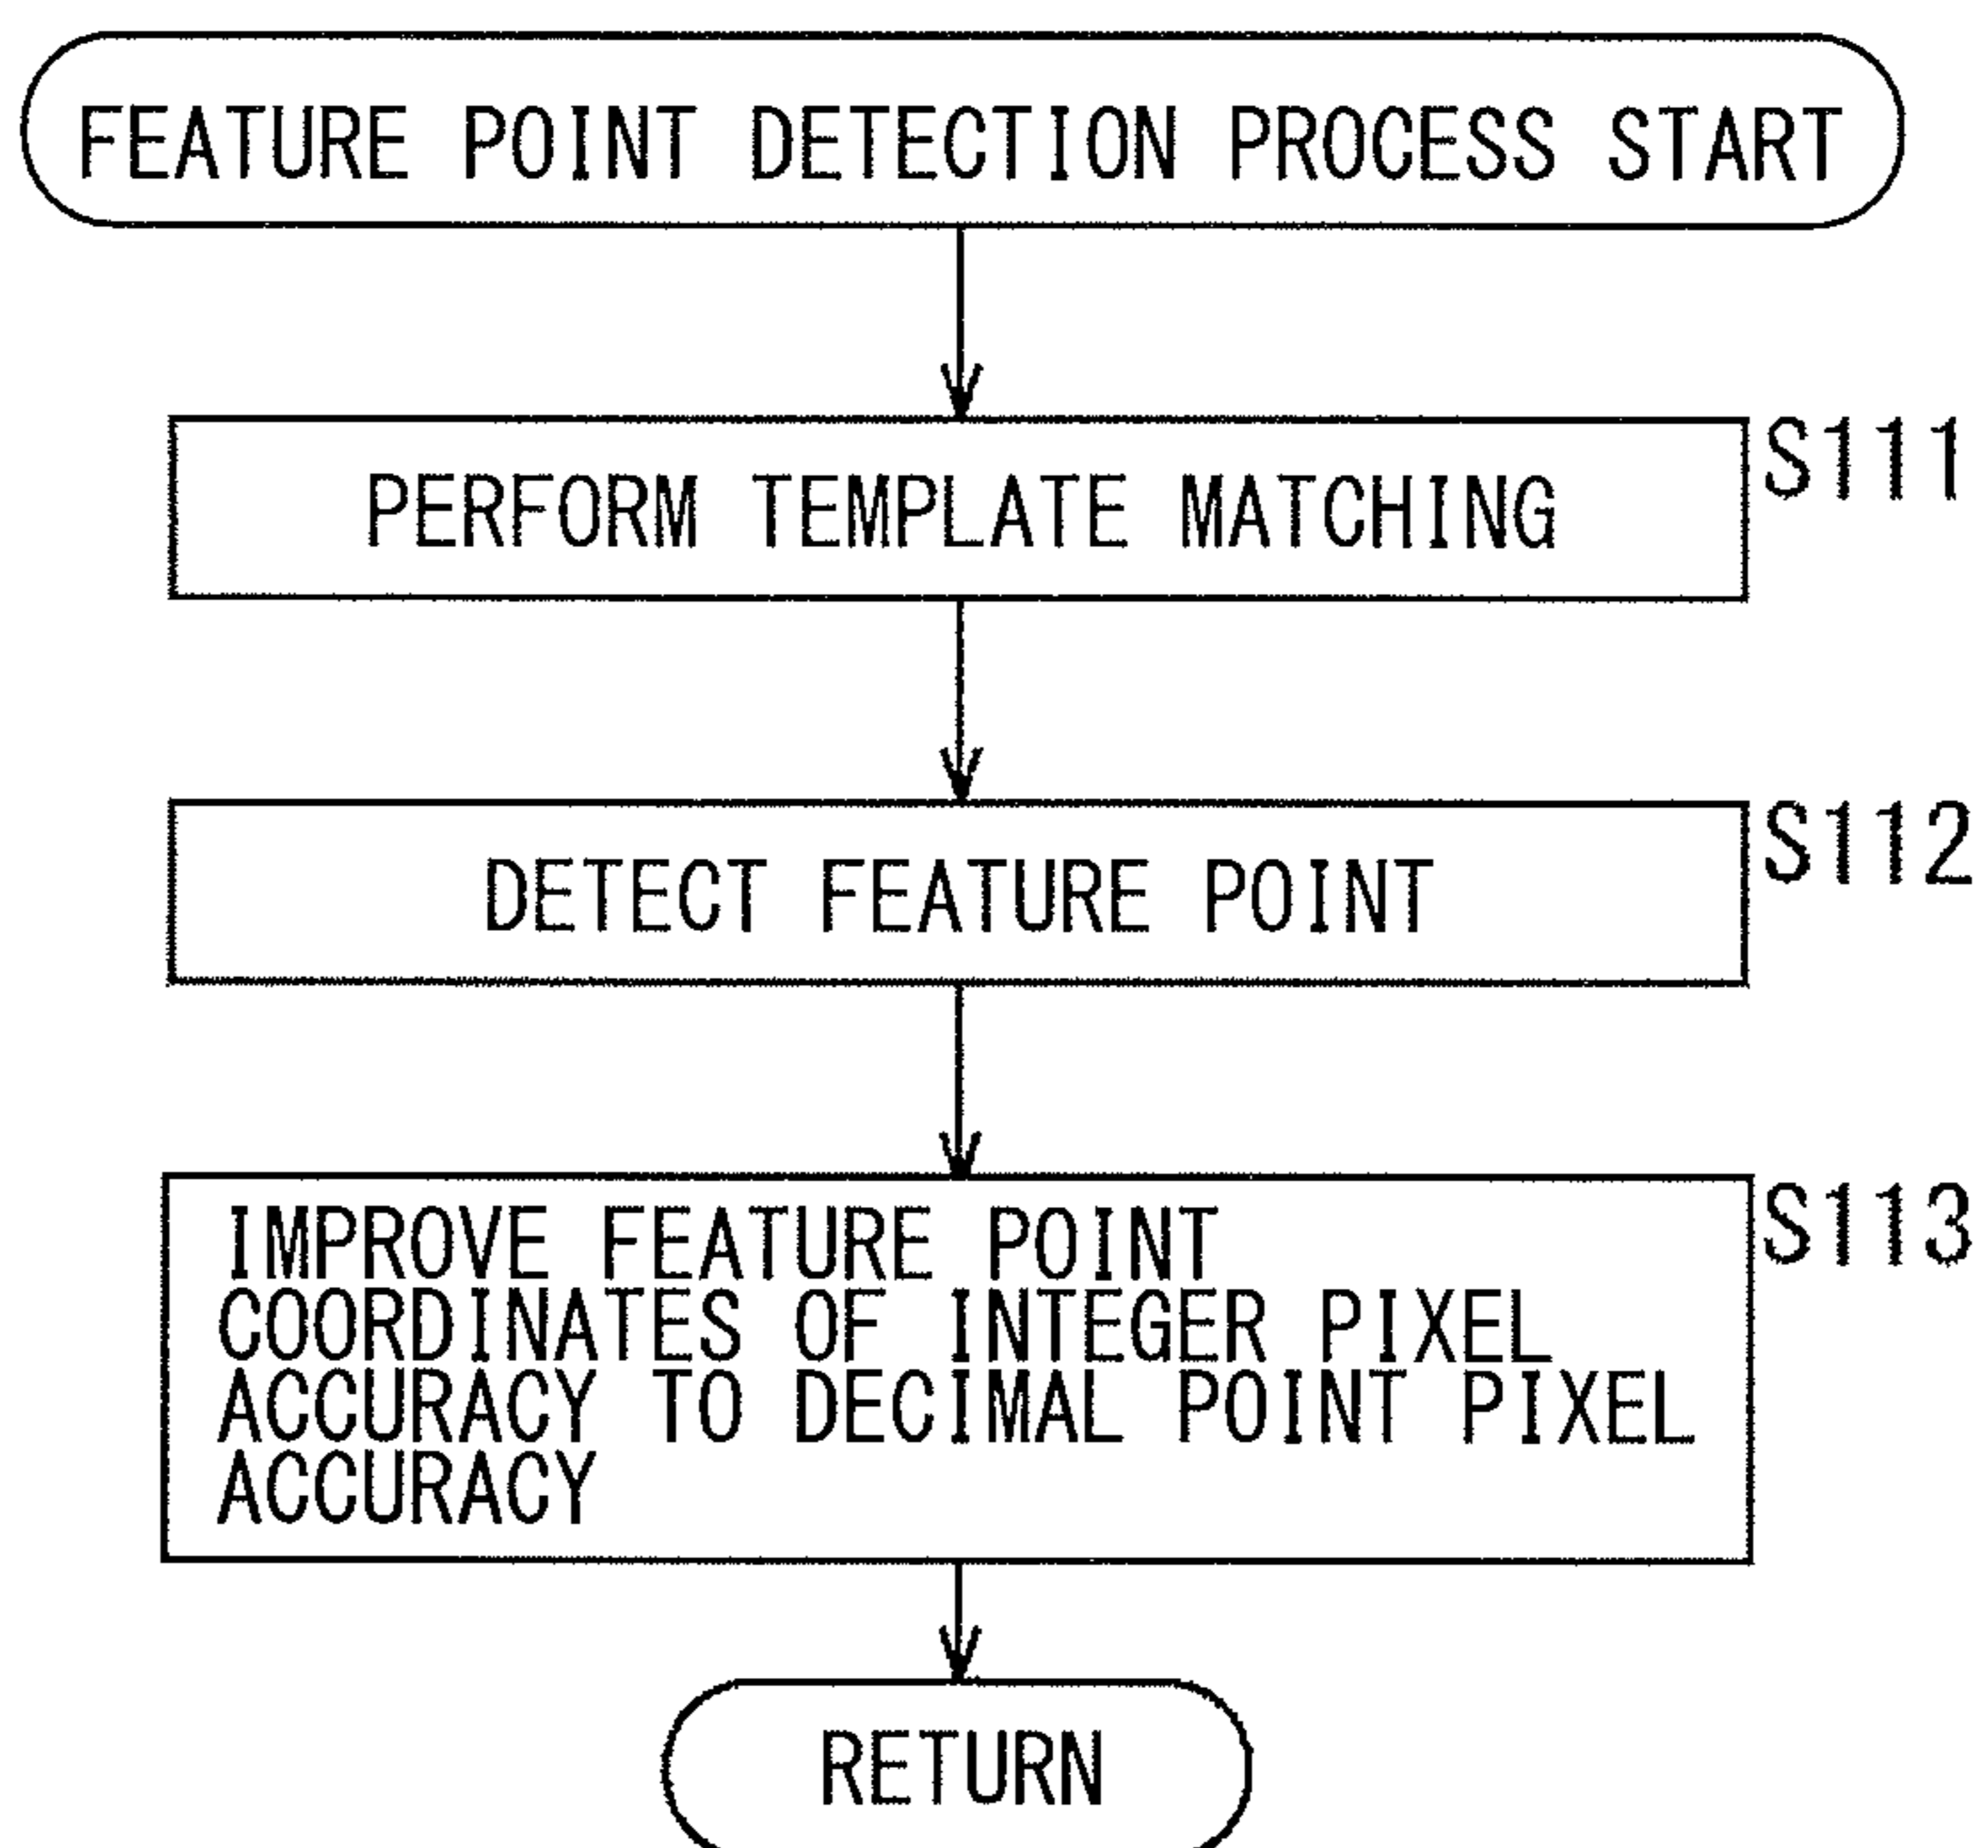 FEATURE POINT DETECTION PROCESS START
PERFORM TEMPLATE MATCHING
S111
DETECT FEATURE POINT
S112
IMPROVE FEATURE POINT
COORDINATES OF INTEGER PIXEL
ACCURACY TO DECIMAL POINT PIXEL
ACCURACY
S113
RETURN